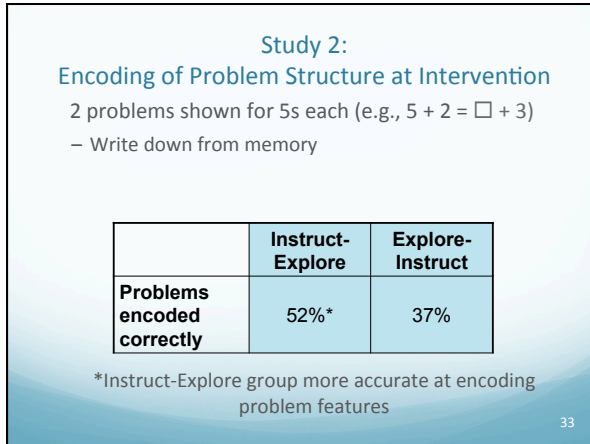 Study 2:
Encoding of Problem Structure at Intervention
2 problems shown for 5s each (e.g., 5 + 2 = □ + 3)
– Write down from memory
Instruct- Explore-
Explore Instruct
Problems
encoded 52%* 37%
correctly
*Instruct-Explore group more accurate at encoding
problem features
33